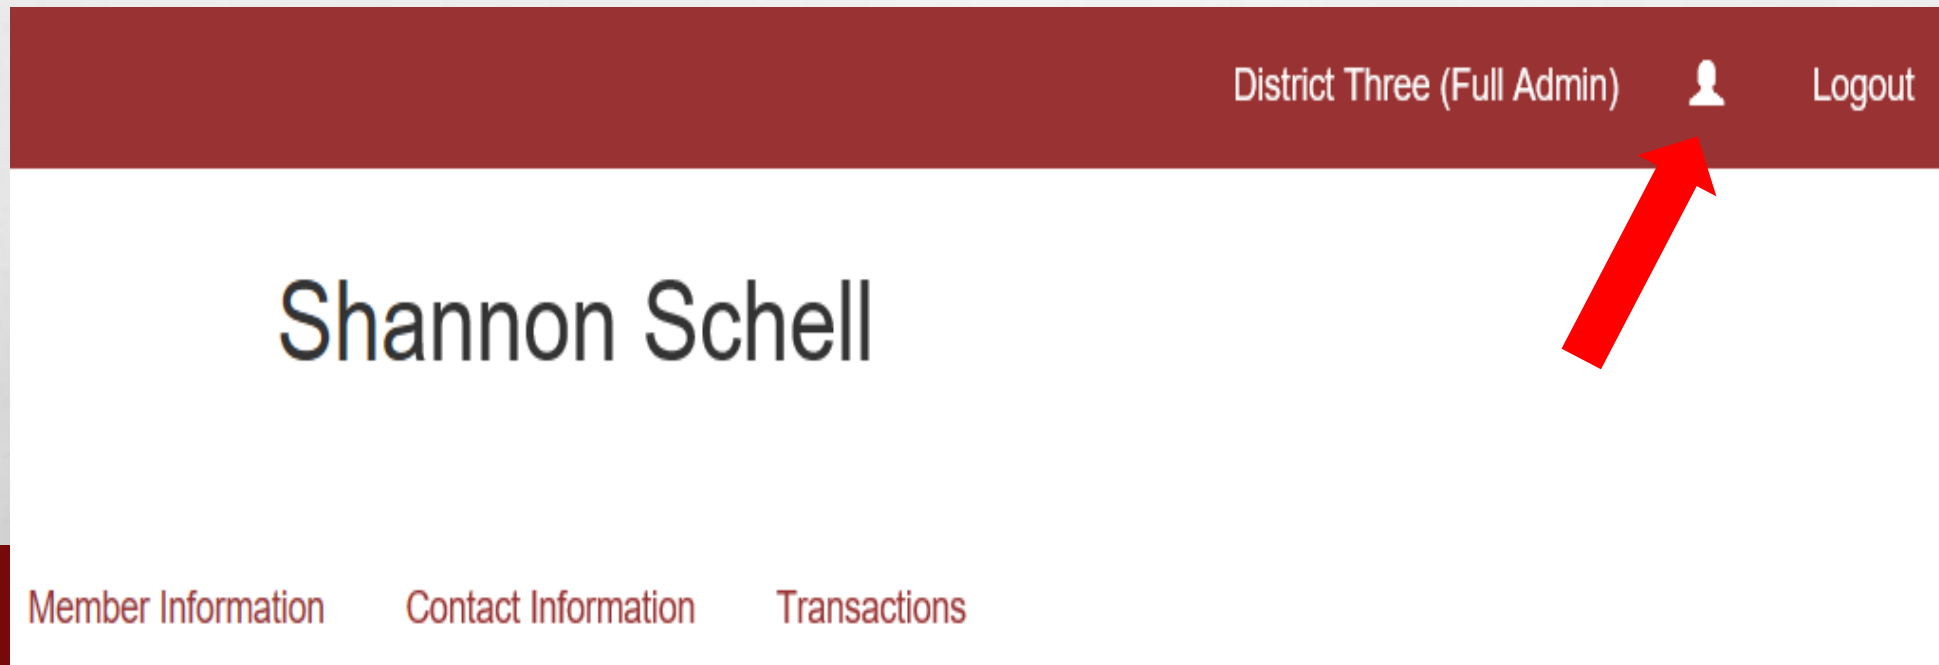 District Three (Full Admin) Logout
Shannon Schell
Member Information Contact Information Transactions